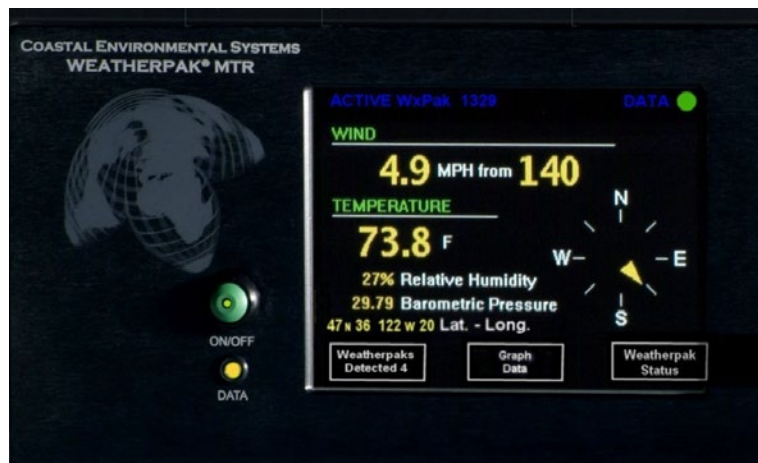 COASTAL ENVIRONMENTAL SYSTEMS
WEATHERPAK® MTR
ACTIVE WxPak 1329 DATA
WIND
4.9 MPH from 140
TEMPERATURE
73.8 F
27% Relative Humidity
29.79 Barometric Pressure
47 N 36 122 W 20 Lat. - Long.
N
W E
S
Weatherpaks
Detected 4
Graph
Data
Weatherpak
Status
ON/OFF
DATA